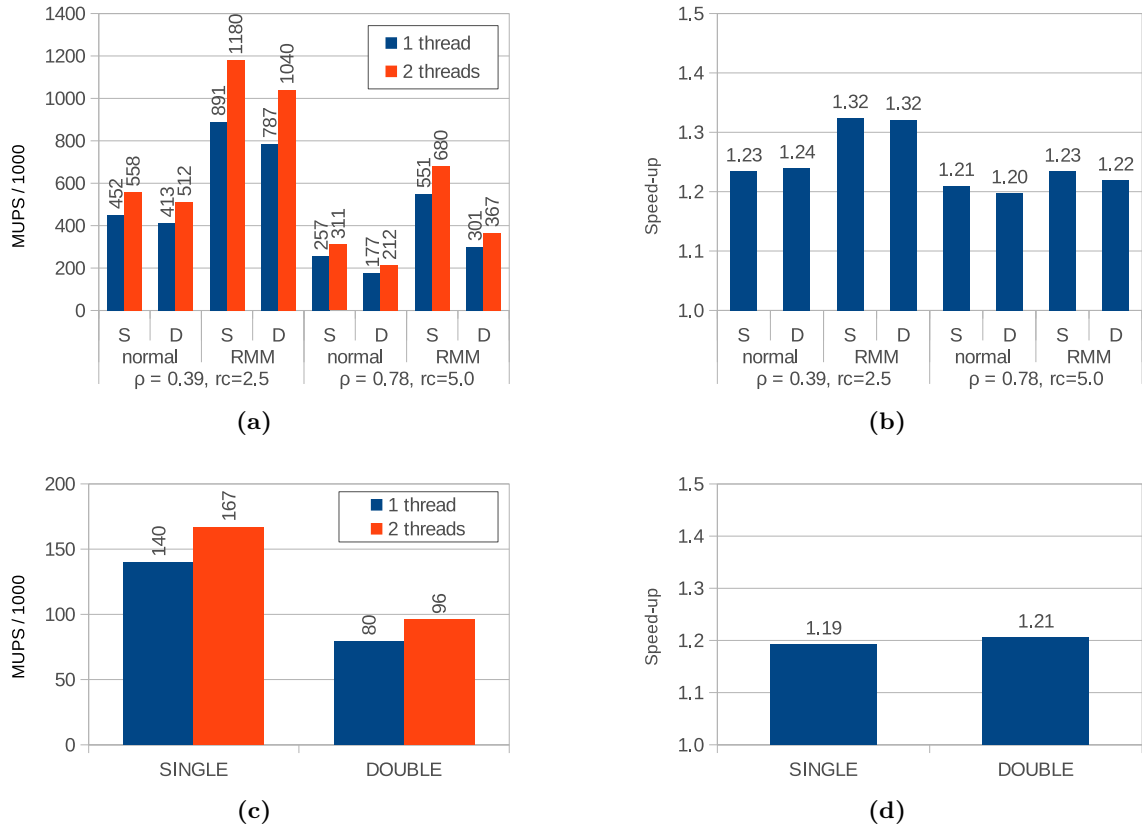 1400
1200
1000
800
600
400
200
0
MUPS / 1000
1 thread
2 threads
452
558
413
512
891
1180
787
1040
257
311
177
212
551
680
301
367
S D S D S D S D
normal RMM normal RMM
ρ = 0.39, rc=2.5 ρ = 0.78, rc=5.0
(a)
1.5
1.4
1.3
1.2
1.1
1.0
Speed-up
1.23
1.24
1.32
1.32
1.21
1.20
1.23
1.22
S D S D S D S D
normal RMM normal RMM
ρ = 0.39, rc=2.5 ρ = 0.78, rc=5.0
(b)
200
150
100
50
0
MUPS / 1000
1 thread
2 threads
140
167
80
96
SINGLE DOUBLE
(c)
1.5
1.4
1.3
1.2
1.1
1.0
Speed-up
1.19
1.21
SINGLE DOUBLE
(d)